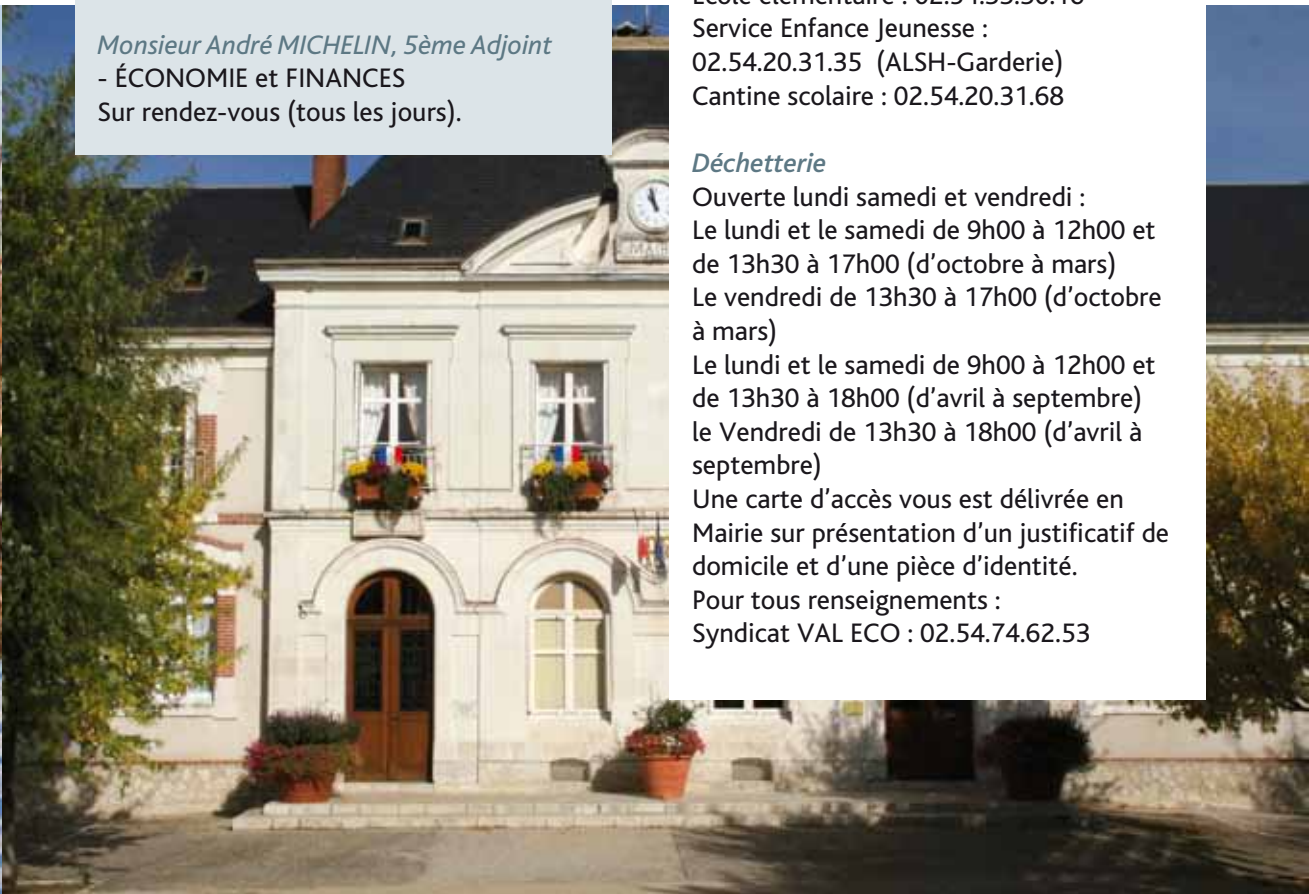 Monsieur André MICHELIN, 5ème Adjoint
- ÉCONOMIE et FINANCES
Sur rendez-vous (tous les jours).
Service Enfance Jeunesse :
02.54.20.31.35  (ALSH-Garderie)
Cantine scolaire : 02.54.20.31.68
Déchetterie
Ouverte lundi samedi et vendredi :
Le lundi et le samedi de 9h00 à 12h00 et
de 13h30 à 17h00 (d'octobre à mars)
Le vendredi de 13h30 à 17h00 (d'octobre
à mars)
Le lundi et le samedi de 9h00 à 12h00 et
de 13h30 à 18h00 (d'avril à septembre)
le Vendredi de 13h30 à 18h00 (d'avril à
septembre)
Une carte d'accès vous est délivrée en
Mairie sur présentation d'un justificatif de
domicile et d'une pièce d'identité.
Pour tous renseignements :
Syndicat VAL ECO : 02.54.74.62.53